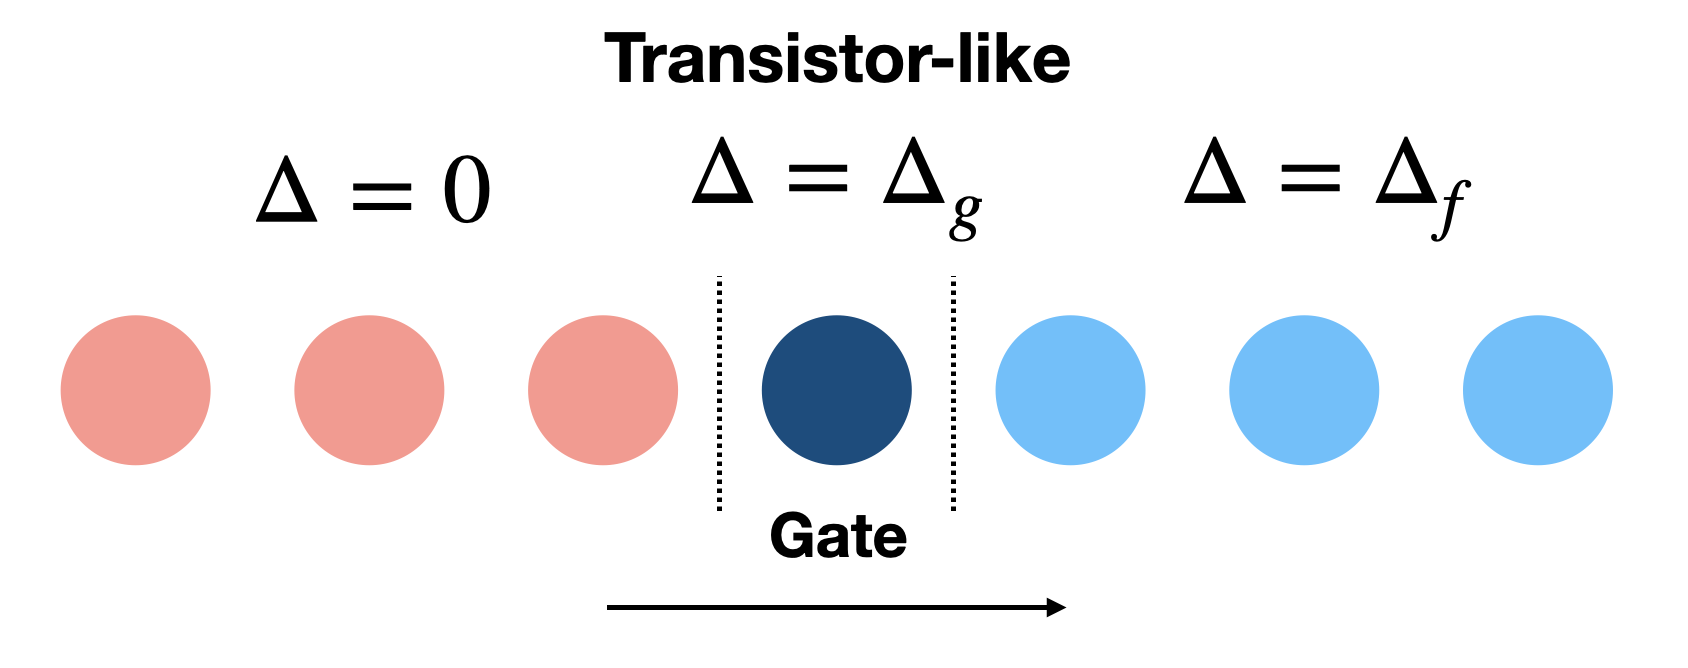 Transistor-like
Δ = 0
Δ = Δ_g
Δ = Δ_f
Gate